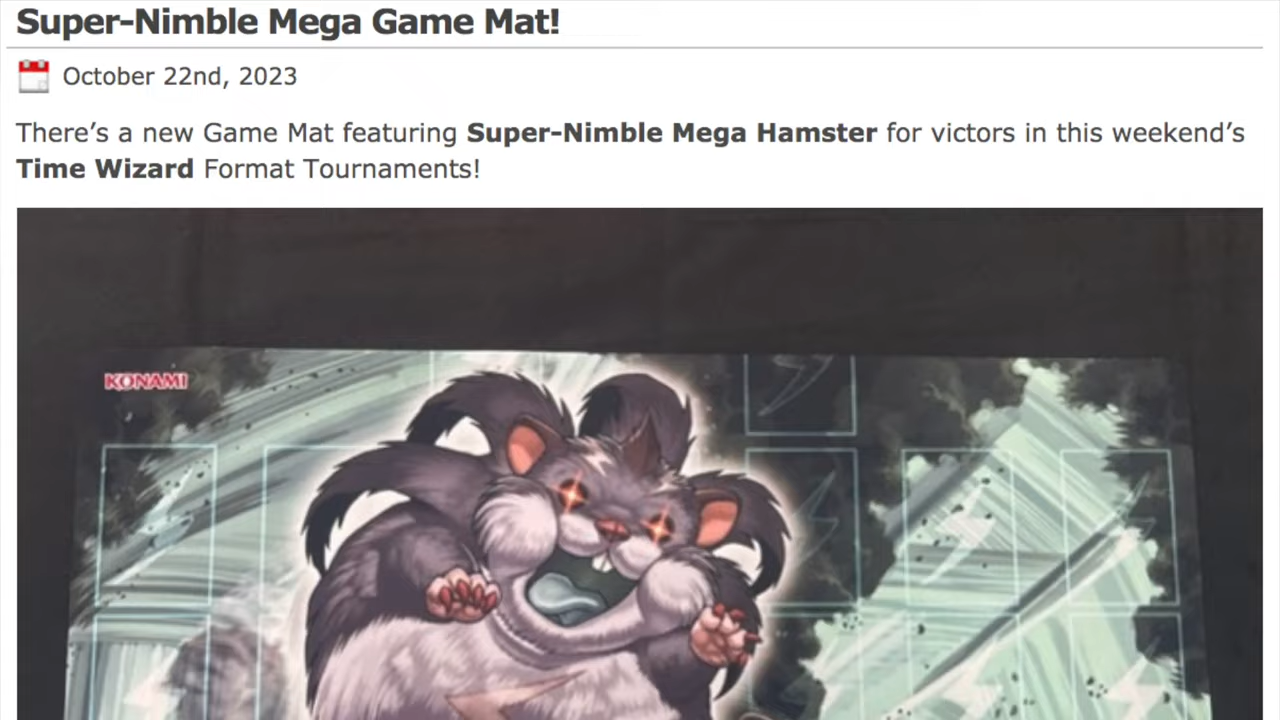 Super-Nimble Mega Game Mat!
October 22nd, 2023
There’s a new Game Mat featuring Super-Nimble Mega Hamster for victors in this weekend’s
Time Wizard Format Tournaments!
KONAMI